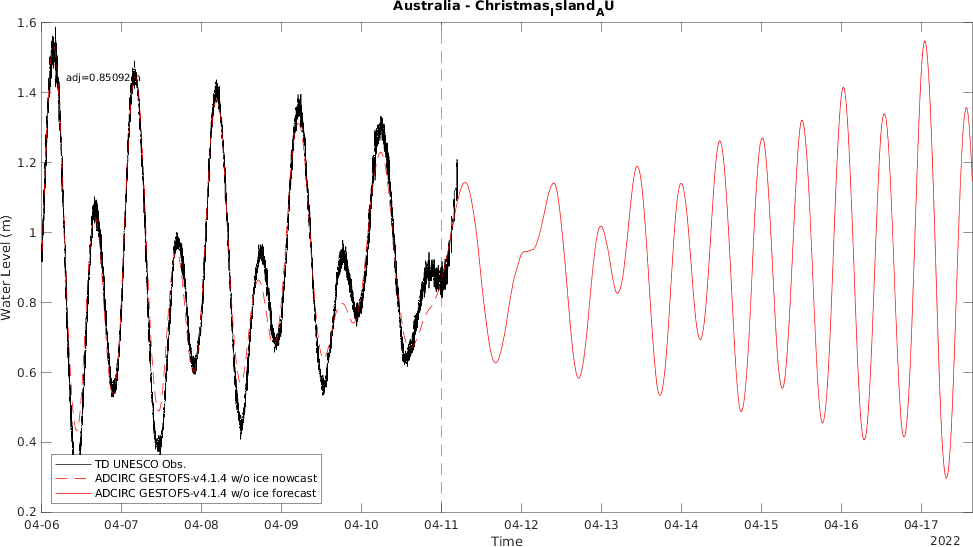 Australia - ChristmasIslandAU
1.6
adj=0.85092m
1.4
1.2
1
0.8
0.6
0.4
0.2
Water Level (m)
TD UNESCO Obs.
ADCIRC GESTOFS-v4.1.4 w/o ice nowcast
ADCIRC GESTOFS-v4.1.4 w/o ice forecast
04-06 04-07 04-08 04-09 04-10 04-11 04-12 04-13 04-14 04-15 04-16 04-17
Time
2022